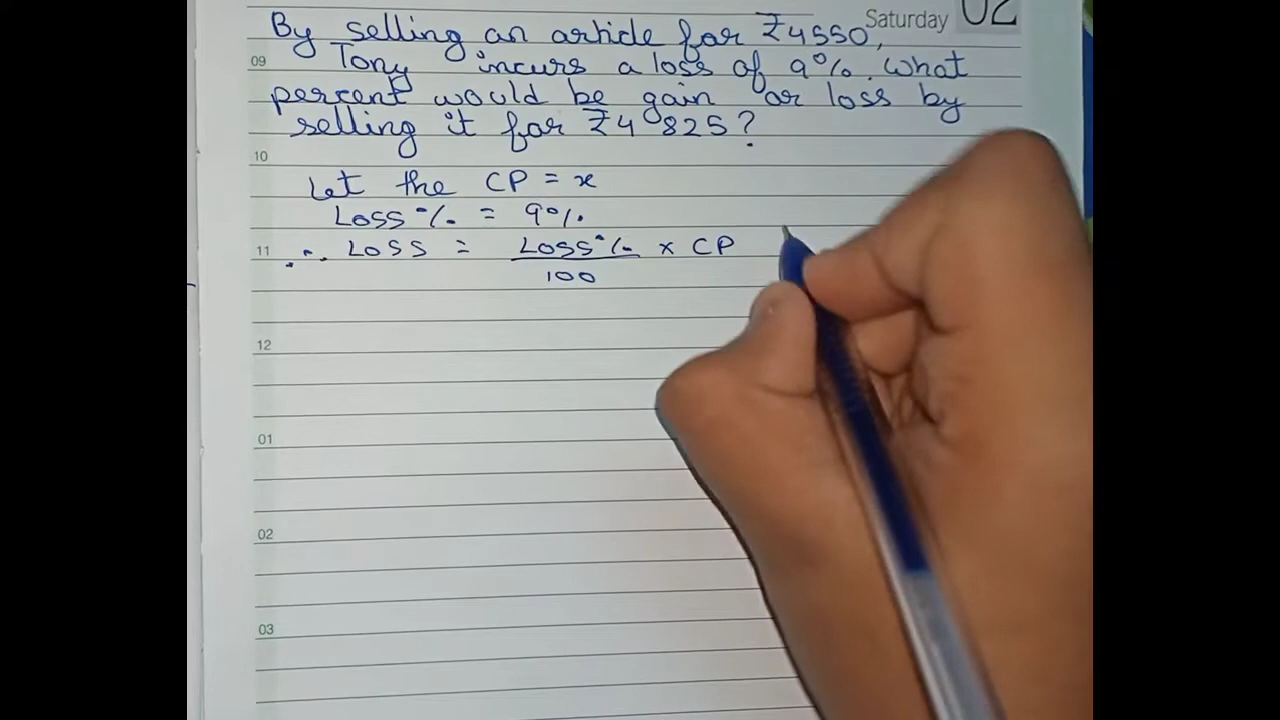 Saturday 02
By selling an article for ₹4550,
09
Tony incurs a loss of 9%. What
percent would be gain or loss by
selling it for ₹4825?
10
Let the CP = x
Loss % = 9%.
11
∴ Loss = Loss % / 100 x CP
12
01
02
03